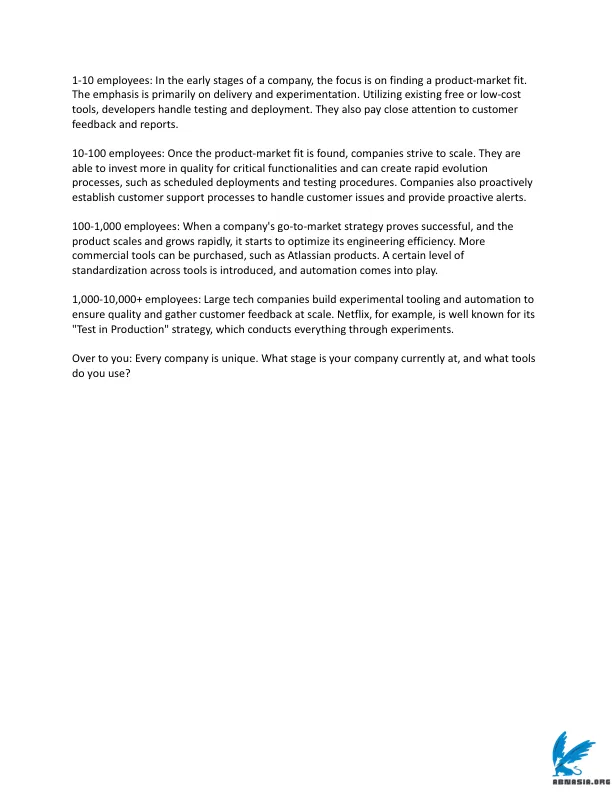 1-10 employees: In the early stages of a company, the focus is on finding a product-market fit.
The emphasis is primarily on delivery and experimentation. Utilizing existing free or low-cost
tools, developers handle testing and deployment. They also pay close attention to customer
feedback and reports.
10-100 employees: Once the product-market fit is found, companies strive to scale. They are
able to invest more in quality for critical functionalities and can create rapid evolution
processes, such as scheduled deployments and testing procedures. Companies also proactively
establish customer support processes to handle customer issues and provide proactive alerts.
100-1,000 employees: When a company's go-to-market strategy proves successful, and the
product scales and grows rapidly, it starts to optimize its engineering efficiency. More
commercial tools can be purchased, such as Atlassian products. A certain level of
standardization across tools is introduced, and automation comes into play.
1,000-10,000+ employees: Large tech companies build experimental tooling and automation to
ensure quality and gather customer feedback at scale. Netflix, for example, is well known for its
"Test in Production" strategy, which conducts everything through experiments.
Over to you: Every company is unique. What stage is your company currently at, and what tools
do you use?
ABNASIA.ORG